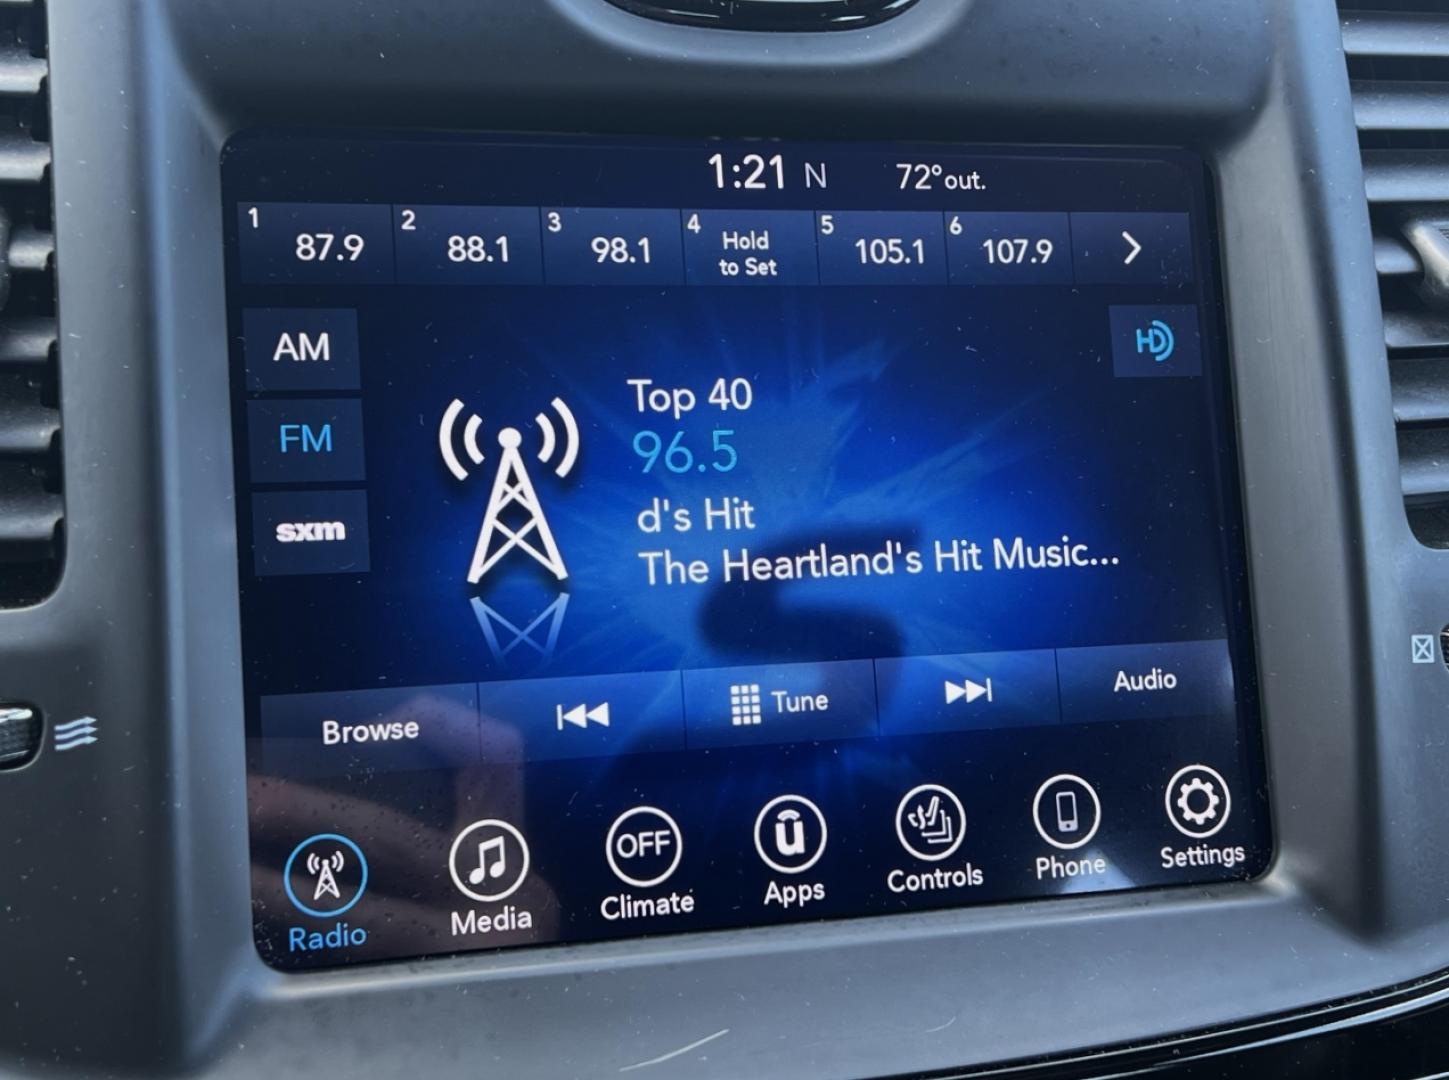 1:21 N 72°out.
1 87.9 2 88.1 3 98.1 4 Hold to Set 5 105.1 6 107.9
AM
HD
Top 40
FM
96.5
d's Hit
sxm
The Heartland's Hit Music...
Browse Tune Audio
OFF
u
Radio Media Climate Apps Controls Phone Settings